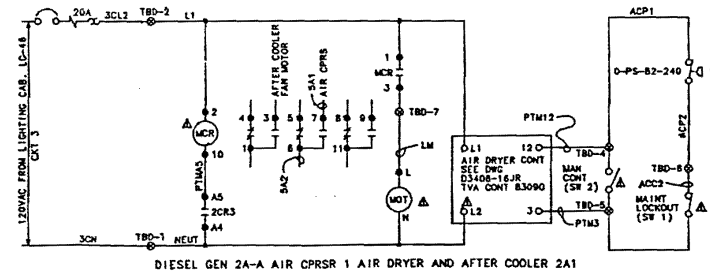 ACP1
20A
3CL2
TBD-2
L1
120VAC FROM LIGHTING CAB. LC-46
CKT 3
AFTER COOLER
FAN MOTOR
5A1
AIR CPRS
1
MCR
3
D-PS-82-240
ACP2
2
MCR
10
4
3
5
7
8
9
1
6
11
5A2
TBD-7
LM
PTM12
PTMA5
A5
2CR3
A4
L
MOT
N
L1
12
AIR DRYER CONT
SEE DWG
D3408-16JR
TVA CONT 83090
L2
3
TBD-4
MAN
CONT
(SW 2)
TBD-5
PTM3
TBD-6
ACC2
MAINT
LOCKOUT
(SW 1)
3CN
TBD-1
NEUT
DIESEL GEN 2A-A AIR CPRSR 1 AIR DRYER AND AFTER COOLER 2A1